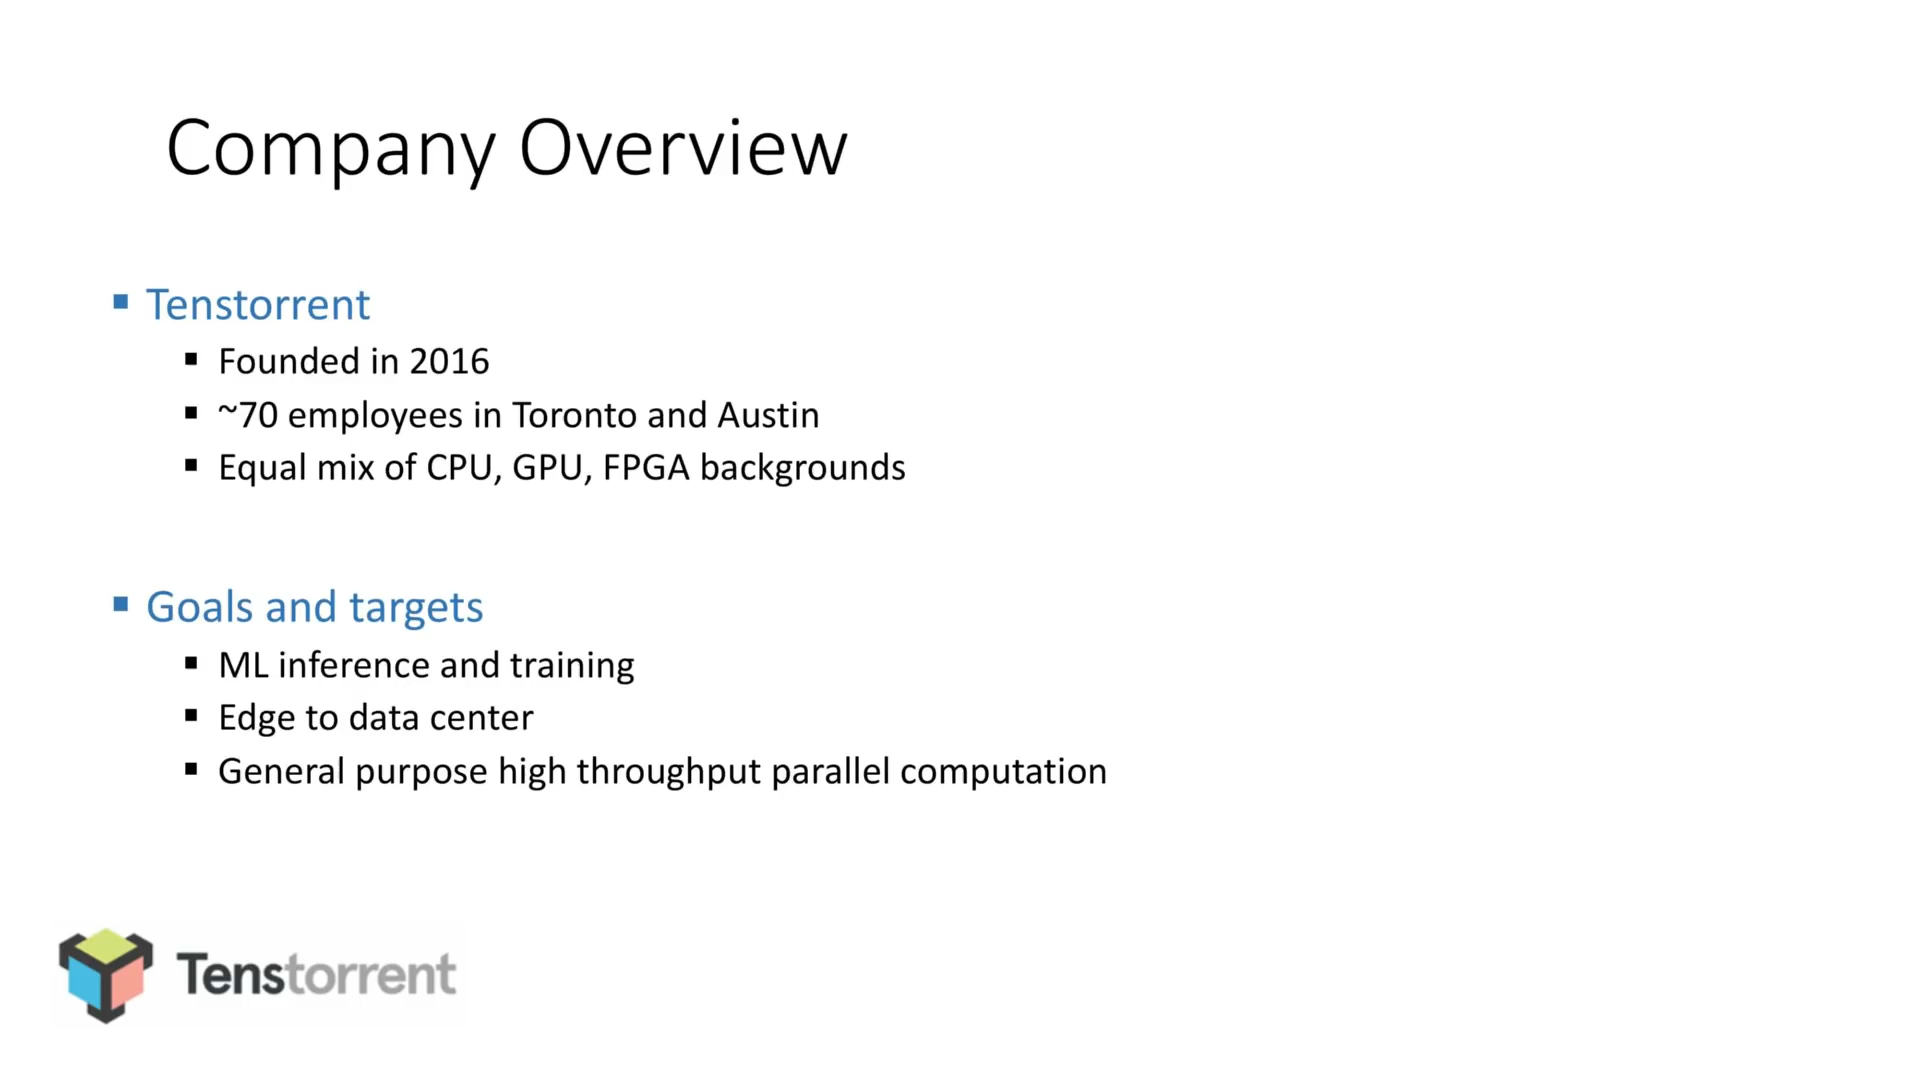 Company Overview
▪ Tenstorrent
▪ Founded in 2016
▪ ~70 employees in Toronto and Austin
▪ Equal mix of CPU, GPU, FPGA backgrounds
▪ Goals and targets
▪ ML inference and training
▪ Edge to data center
▪ General purpose high throughput parallel computation
Tenstorrent